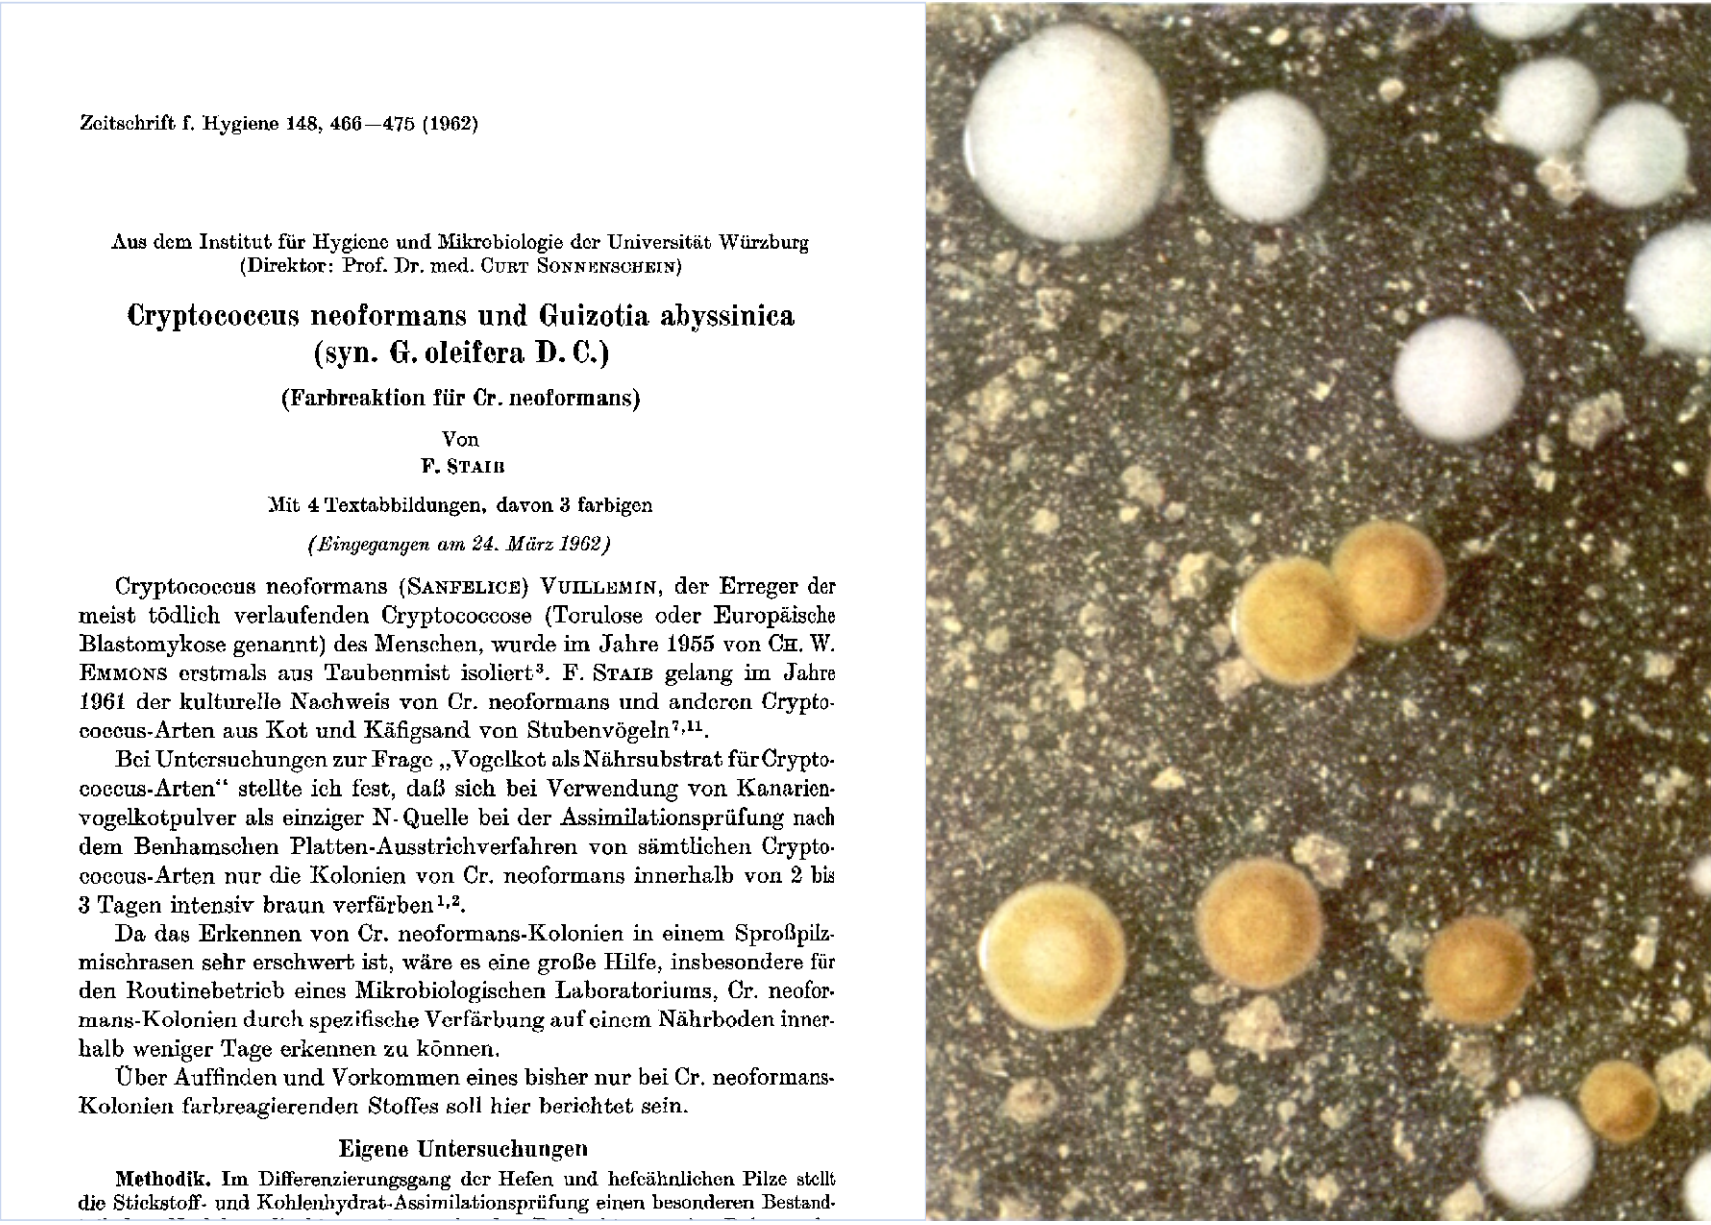 Zeitschrift f. Hygiene 148, 466—475 (1962)
Aus dem Institut für Hygiene und Mikrobiologie der Universität Würzburg
(Direktor: Prof. Dr. med. CURT SONNENSCHEIN)
Cryptococcus neoformans und Guizotia abyssinica
(syn. G. oleifera D. C.)
(Farbreaktion für Cr. neoformans)
Von
F. STAIB
Mit 4 Textabbildungen, davon 3 farbigen
(Eingegangen am 24. März 1962)
Cryptococcus neoformans (SANFELICE) VUILLEMIN, der Erreger der
meist tödlich verlaufenden Cryptococcose (Torulose oder Europäische
Blastomykose genannt) des Menschen, wurde im Jahre 1955 von CH. W.
EMMONS erstmals aus Taubenmist isoliert³. F. STAIB gelang im Jahre
1961 der kulturelle Nachweis von Cr. neoformans und anderen Crypto-
coccus-Arten aus Kot und Käfigsand von Stubenvögeln⁷,¹¹.
Bei Untersuchungen zur Frage „Vogelkot als Nährsubstrat für Crypto-
coccus-Arten“ stellte ich fest, daß sich bei Verwendung von Kanarien-
vogelkotpulver als einziger N-Quelle bei der Assimilationsprüfung nach
dem Benhamschen Platten-Ausstrichverfahren von sämtlichen Crypto-
coccus-Arten nur die Kolonien von Cr. neoformans innerhalb von 2 bis
3 Tagen intensiv braun verfärben¹,².
Da das Erkennen von Cr. neoformans-Kolonien in einem Sproßpilz-
mischrasen sehr erschwert ist, wäre es eine große Hilfe, insbesondere für
den Routinebetrieb eines Mikrobiologischen Laboratoriums, Cr. neofor-
mans-Kolonien durch spezifische Verfärbung auf einem Nährboden inner-
halb weniger Tage erkennen zu können.
Über Auffinden und Vorkommen eines bisher nur bei Cr. neoformans-
Kolonien farbreagierenden Stoffes soll hier berichtet sein.
Eigene Untersuchungen
Methodik. Im Differenzierungsgang der Hefen und hefeähnlichen Pilze stellt
die Stickstoff- und Kohlenhydrat-Assimilationsprüfung einen besonderen Bestand-